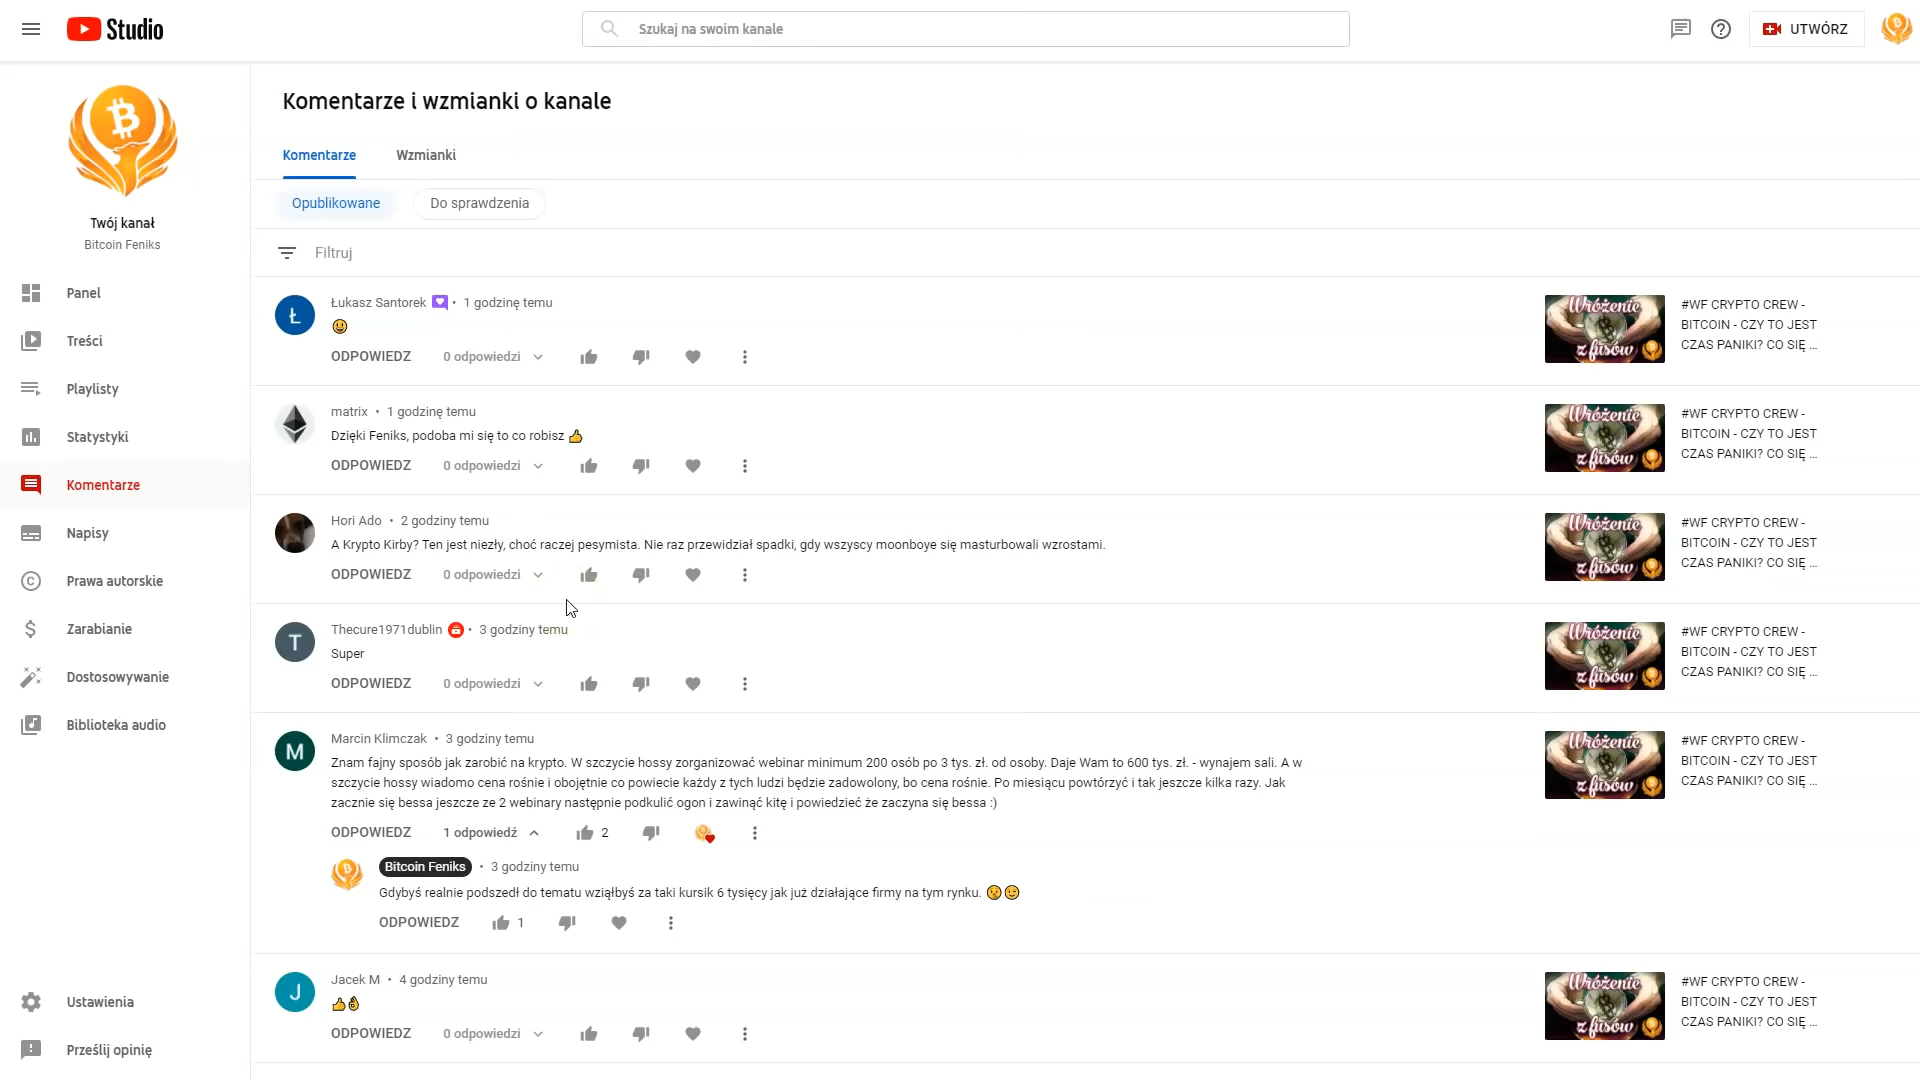 Studio
Szukaj na swoim kanale
UTWÓRZ
Twój kanał
Bitcoin Feniks
Panel
Treści
Playlisty
Statystyki
Komentarze
Napisy
Prawa autorskie
Zarabianie
Dostosowywanie
Biblioteka audio
Ustawienia
Prześlij opinię
Komentarze i wzmianki o kanale
Komentarze Wzmianki
Opublikowane Do sprawdzenia
Filtruj
Łukasz Santorek • 1 godzinę temu
😃
ODPOWIEDZ 0 odpowiedzi
Wróżenie
z fusów
#WF CRYPTO CREW -
BITCOIN - CZY TO JEST
CZAS PANIKI? CO SIĘ ...
matrix • 1 godzinę temu
Dzięki Feniks, podoba mi się to co robisz 👍
ODPOWIEDZ 0 odpowiedzi
Wróżenie
z fusów
#WF CRYPTO CREW -
BITCOIN - CZY TO JEST
CZAS PANIKI? CO SIĘ ...
Hori Ado • 2 godziny temu
A Krypto Kirby? Ten jest niezły, choć raczej pesymista. Nie raz przewidział spadki, gdy wszyscy moonboye się masturbowali wzrostami.
ODPOWIEDZ 0 odpowiedzi
Wróżenie
z fusów
#WF CRYPTO CREW -
BITCOIN - CZY TO JEST
CZAS PANIKI? CO SIĘ ...
T
Thecure1971dublin • 3 godziny temu
Super
ODPOWIEDZ 0 odpowiedzi
Wróżenie
z fusów
#WF CRYPTO CREW -
BITCOIN - CZY TO JEST
CZAS PANIKI? CO SIĘ ...
M
Marcin Klimczak • 3 godziny temu
Znam fajny sposób jak zarobić na krypto. W szczycie hossy zorganizować webinar minimum 200 osób po 3 tys. zł. od osoby. Daje Wam to 600 tys. zł. - wynajem sali. A w
szczycie hossy wiadomo cena rośnie i obojętnie co powiecie każdy z tych ludzi będzie zadowolony, bo cena rośnie. Po miesiącu powtórzyć i tak jeszcze kilka razy. Jak
zacznie się bessa jeszcze ze 2 webinary następnie podkulić ogon i zawinąć kitę i powiedzieć że zaczyna się bessa :)
ODPOWIEDZ 1 odpowiedź 2
Wróżenie
z fusów
#WF CRYPTO CREW -
BITCOIN - CZY TO JEST
CZAS PANIKI? CO SIĘ ...
Bitcoin Feniks • 3 godziny temu
Gdybyś realnie podszedł do tematu wziąłbyś za taki kursik 6 tysięcy jak już działające firmy na tym rynku. 😗😉
ODPOWIEDZ 1
J
Jacek M • 4 godziny temu
👍👌
ODPOWIEDZ 0 odpowiedzi
Wróżenie
z fusów
#WF CRYPTO CREW -
BITCOIN - CZY TO JEST
CZAS PANIKI? CO SIĘ ...